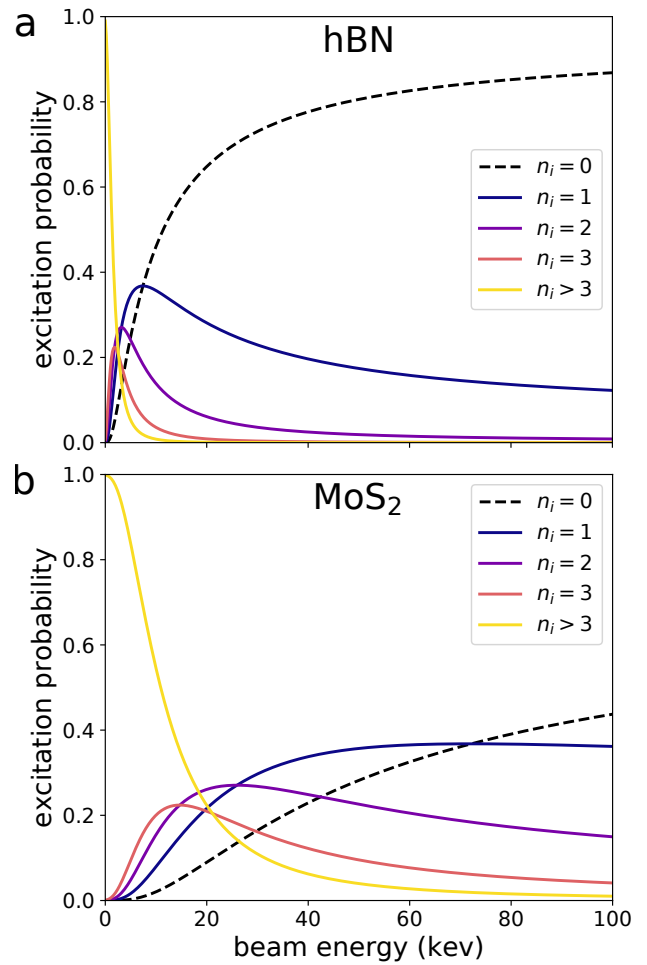 a
hBN
excitation probability
1.0
0.8
0.6
0.4
0.2
0.0
n_i = 0
n_i = 1
n_i = 2
n_i = 3
n_i > 3
b
MoS₂
excitation probability
1.0
0.8
0.6
0.4
0.2
0.0
n_i = 0
n_i = 1
n_i = 2
n_i = 3
n_i > 3
0 20 40 60 80 100
beam energy (kev)